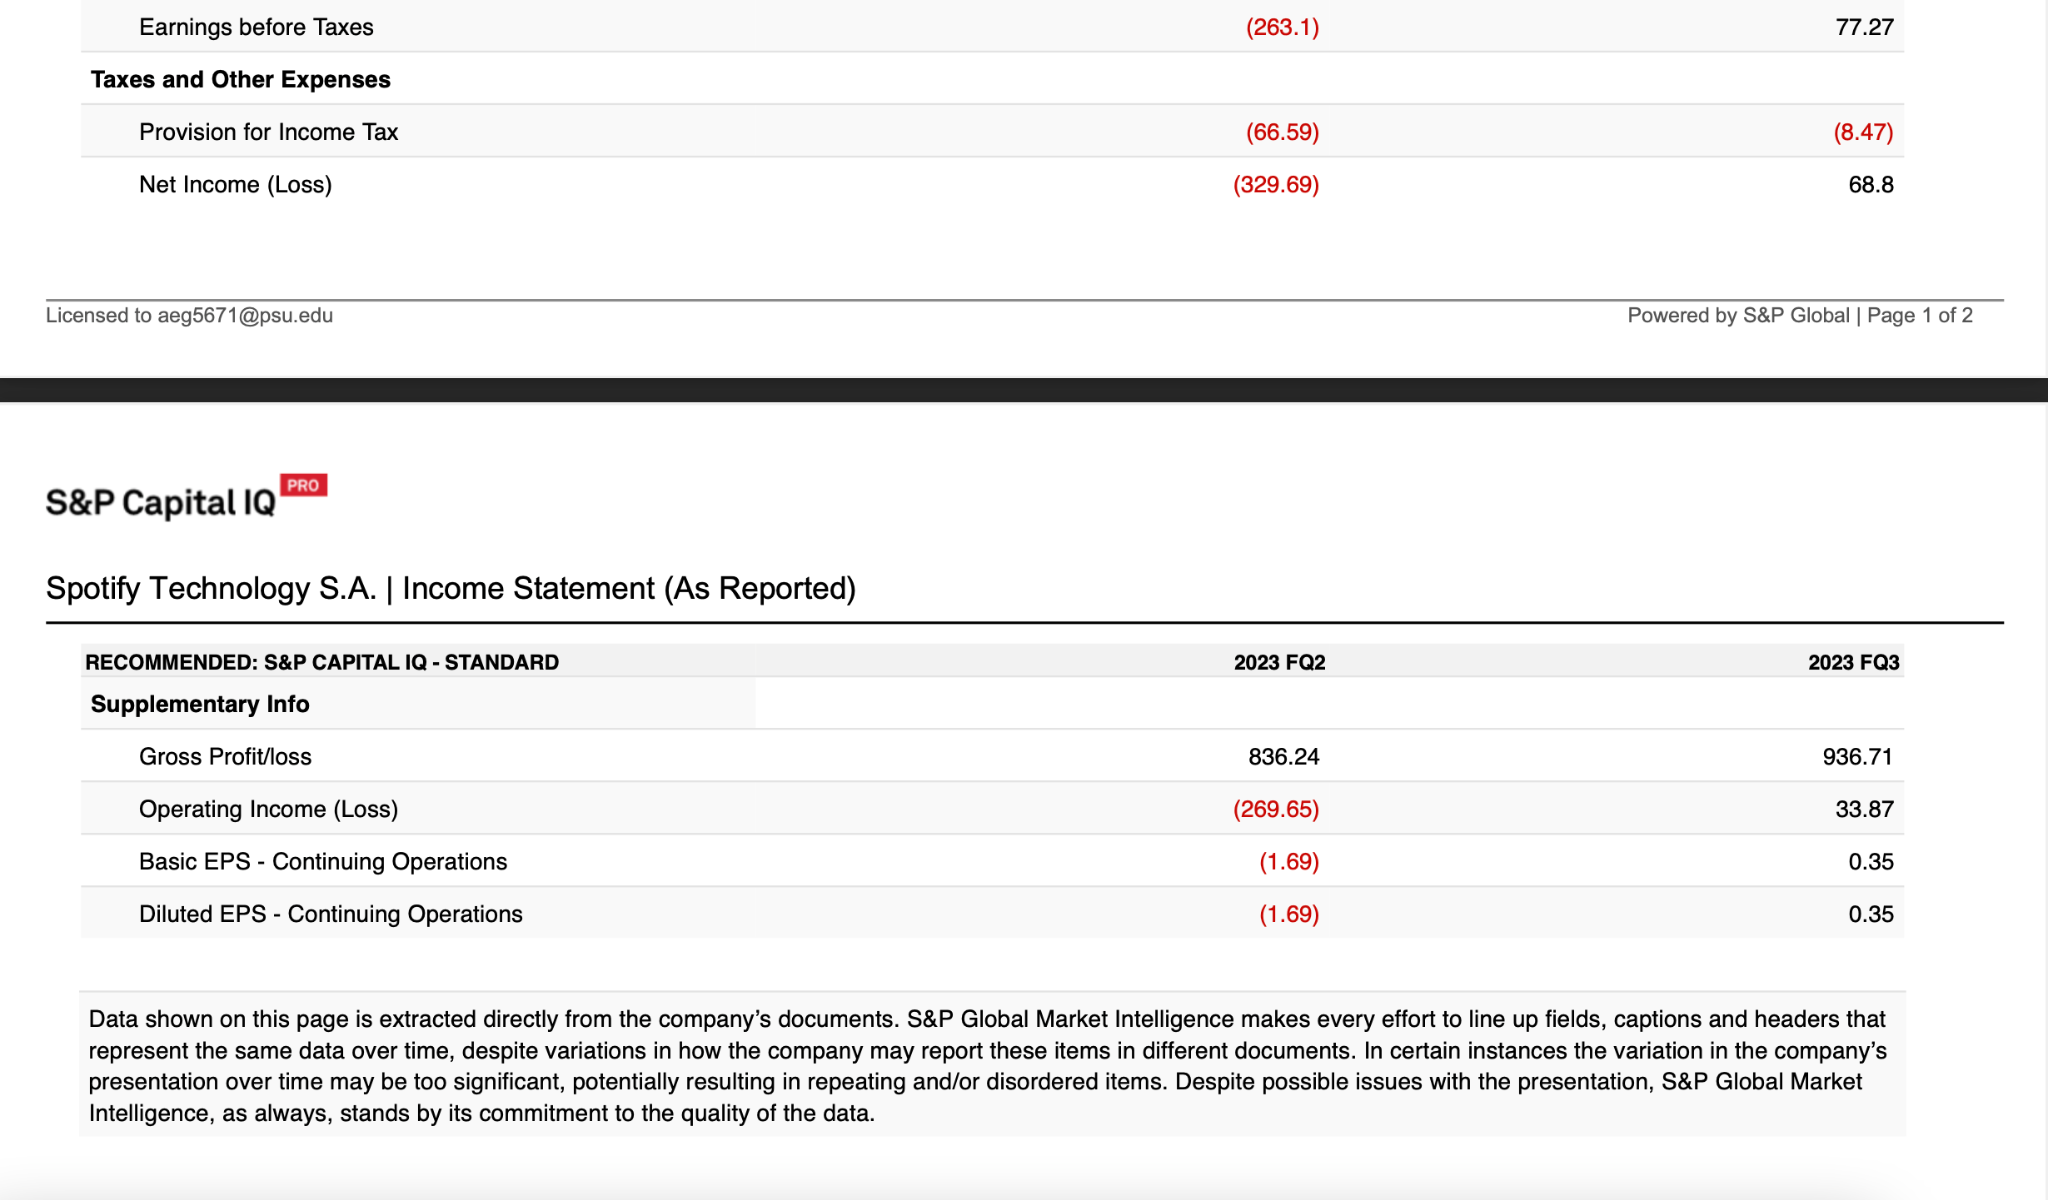 Earnings before Taxes (263.1) 77.27
Taxes and Other Expenses
Provision for Income Tax (66.59) (8.47)
Net Income (Loss) (329.69) 68.8
Licensed to aeg5671@psu.edu Powered by S&P Global | Page 1 of 2
S&P Capital IQ PRO
Spotify Technology S.A. | Income Statement (As Reported)
RECOMMENDED: S&P CAPITAL IQ - STANDARD 2023 FQ2 2023 FQ3
Supplementary Info
Gross Profit/loss 836.24 936.71
Operating Income (Loss) (269.65) 33.87
Basic EPS - Continuing Operations (1.69) 0.35
Diluted EPS - Continuing Operations (1.69) 0.35
Data shown on this page is extracted directly from the company’s documents. S&P Global Market Intelligence makes every effort to line up fields, captions and headers that
represent the same data over time, despite variations in how the company may report these items in different documents. In certain instances the variation in the company’s
presentation over time may be too significant, potentially resulting in repeating and/or disordered items. Despite possible issues with the presentation, S&P Global Market
Intelligence, as always, stands by its commitment to the quality of the data.